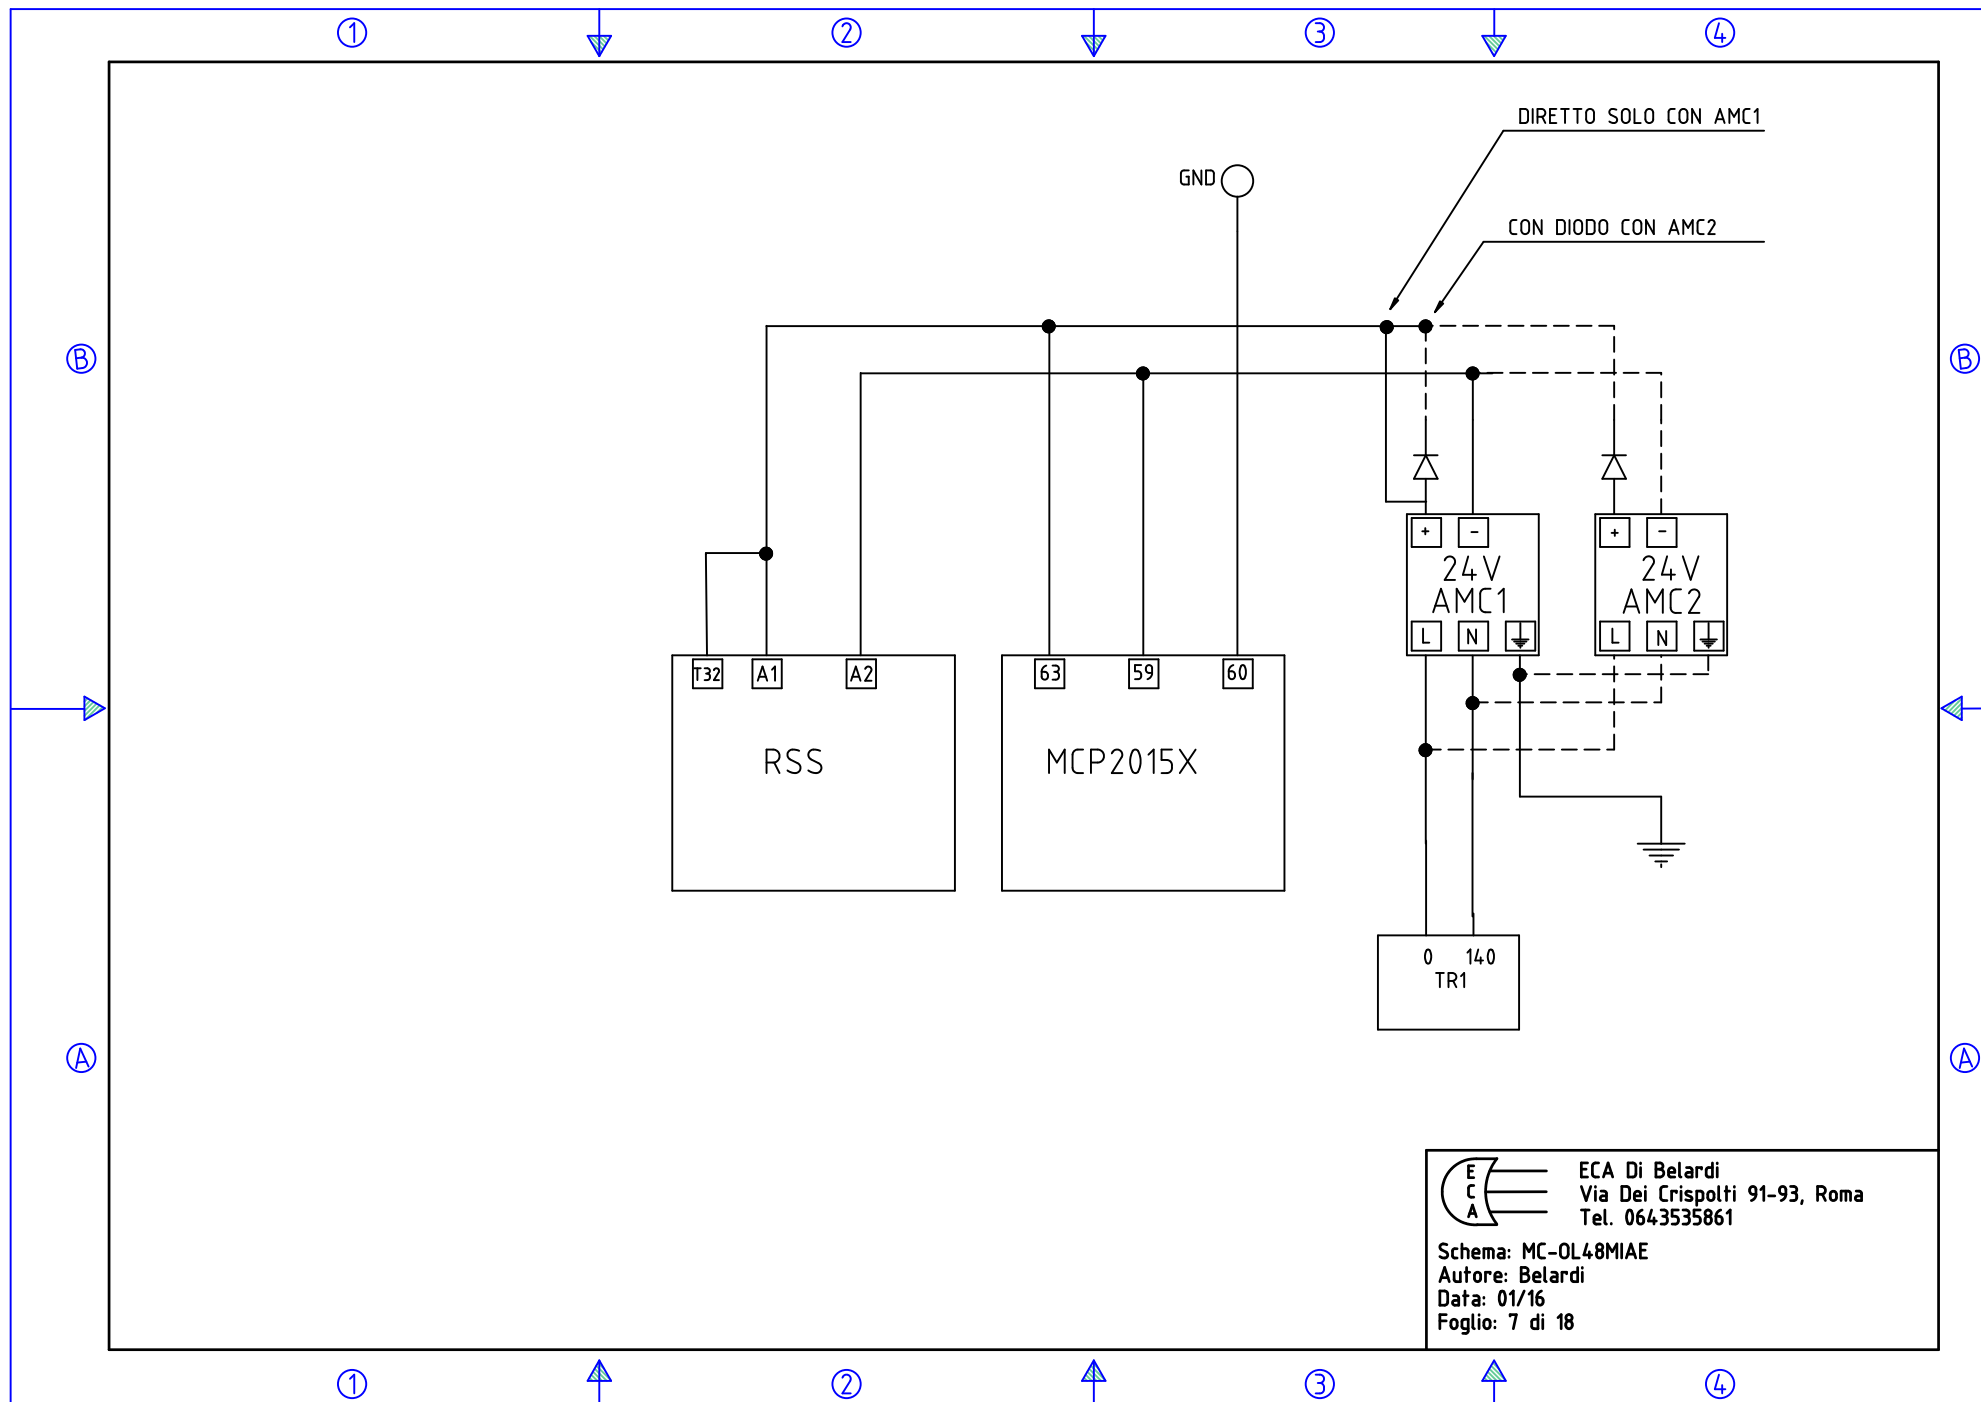 1 2 3 4
DIRETTO SOLO CON AMC1
GND
CON DIODO CON AMC2
B B
+ - + -
24V 24V
AMC1 AMC2
L N L N
T32 A1 A2 63 59 60
RSS MCP2015X
0 140
TR1
A A
E
C
A
ECA Di Belardi
Via Dei Crispolti 91-93, Roma
Tel. 0643535861
Schema: MC-OL48MIAE
Autore: Belardi
Data: 01/16
Foglio: 7 di 18
1 2 3 4